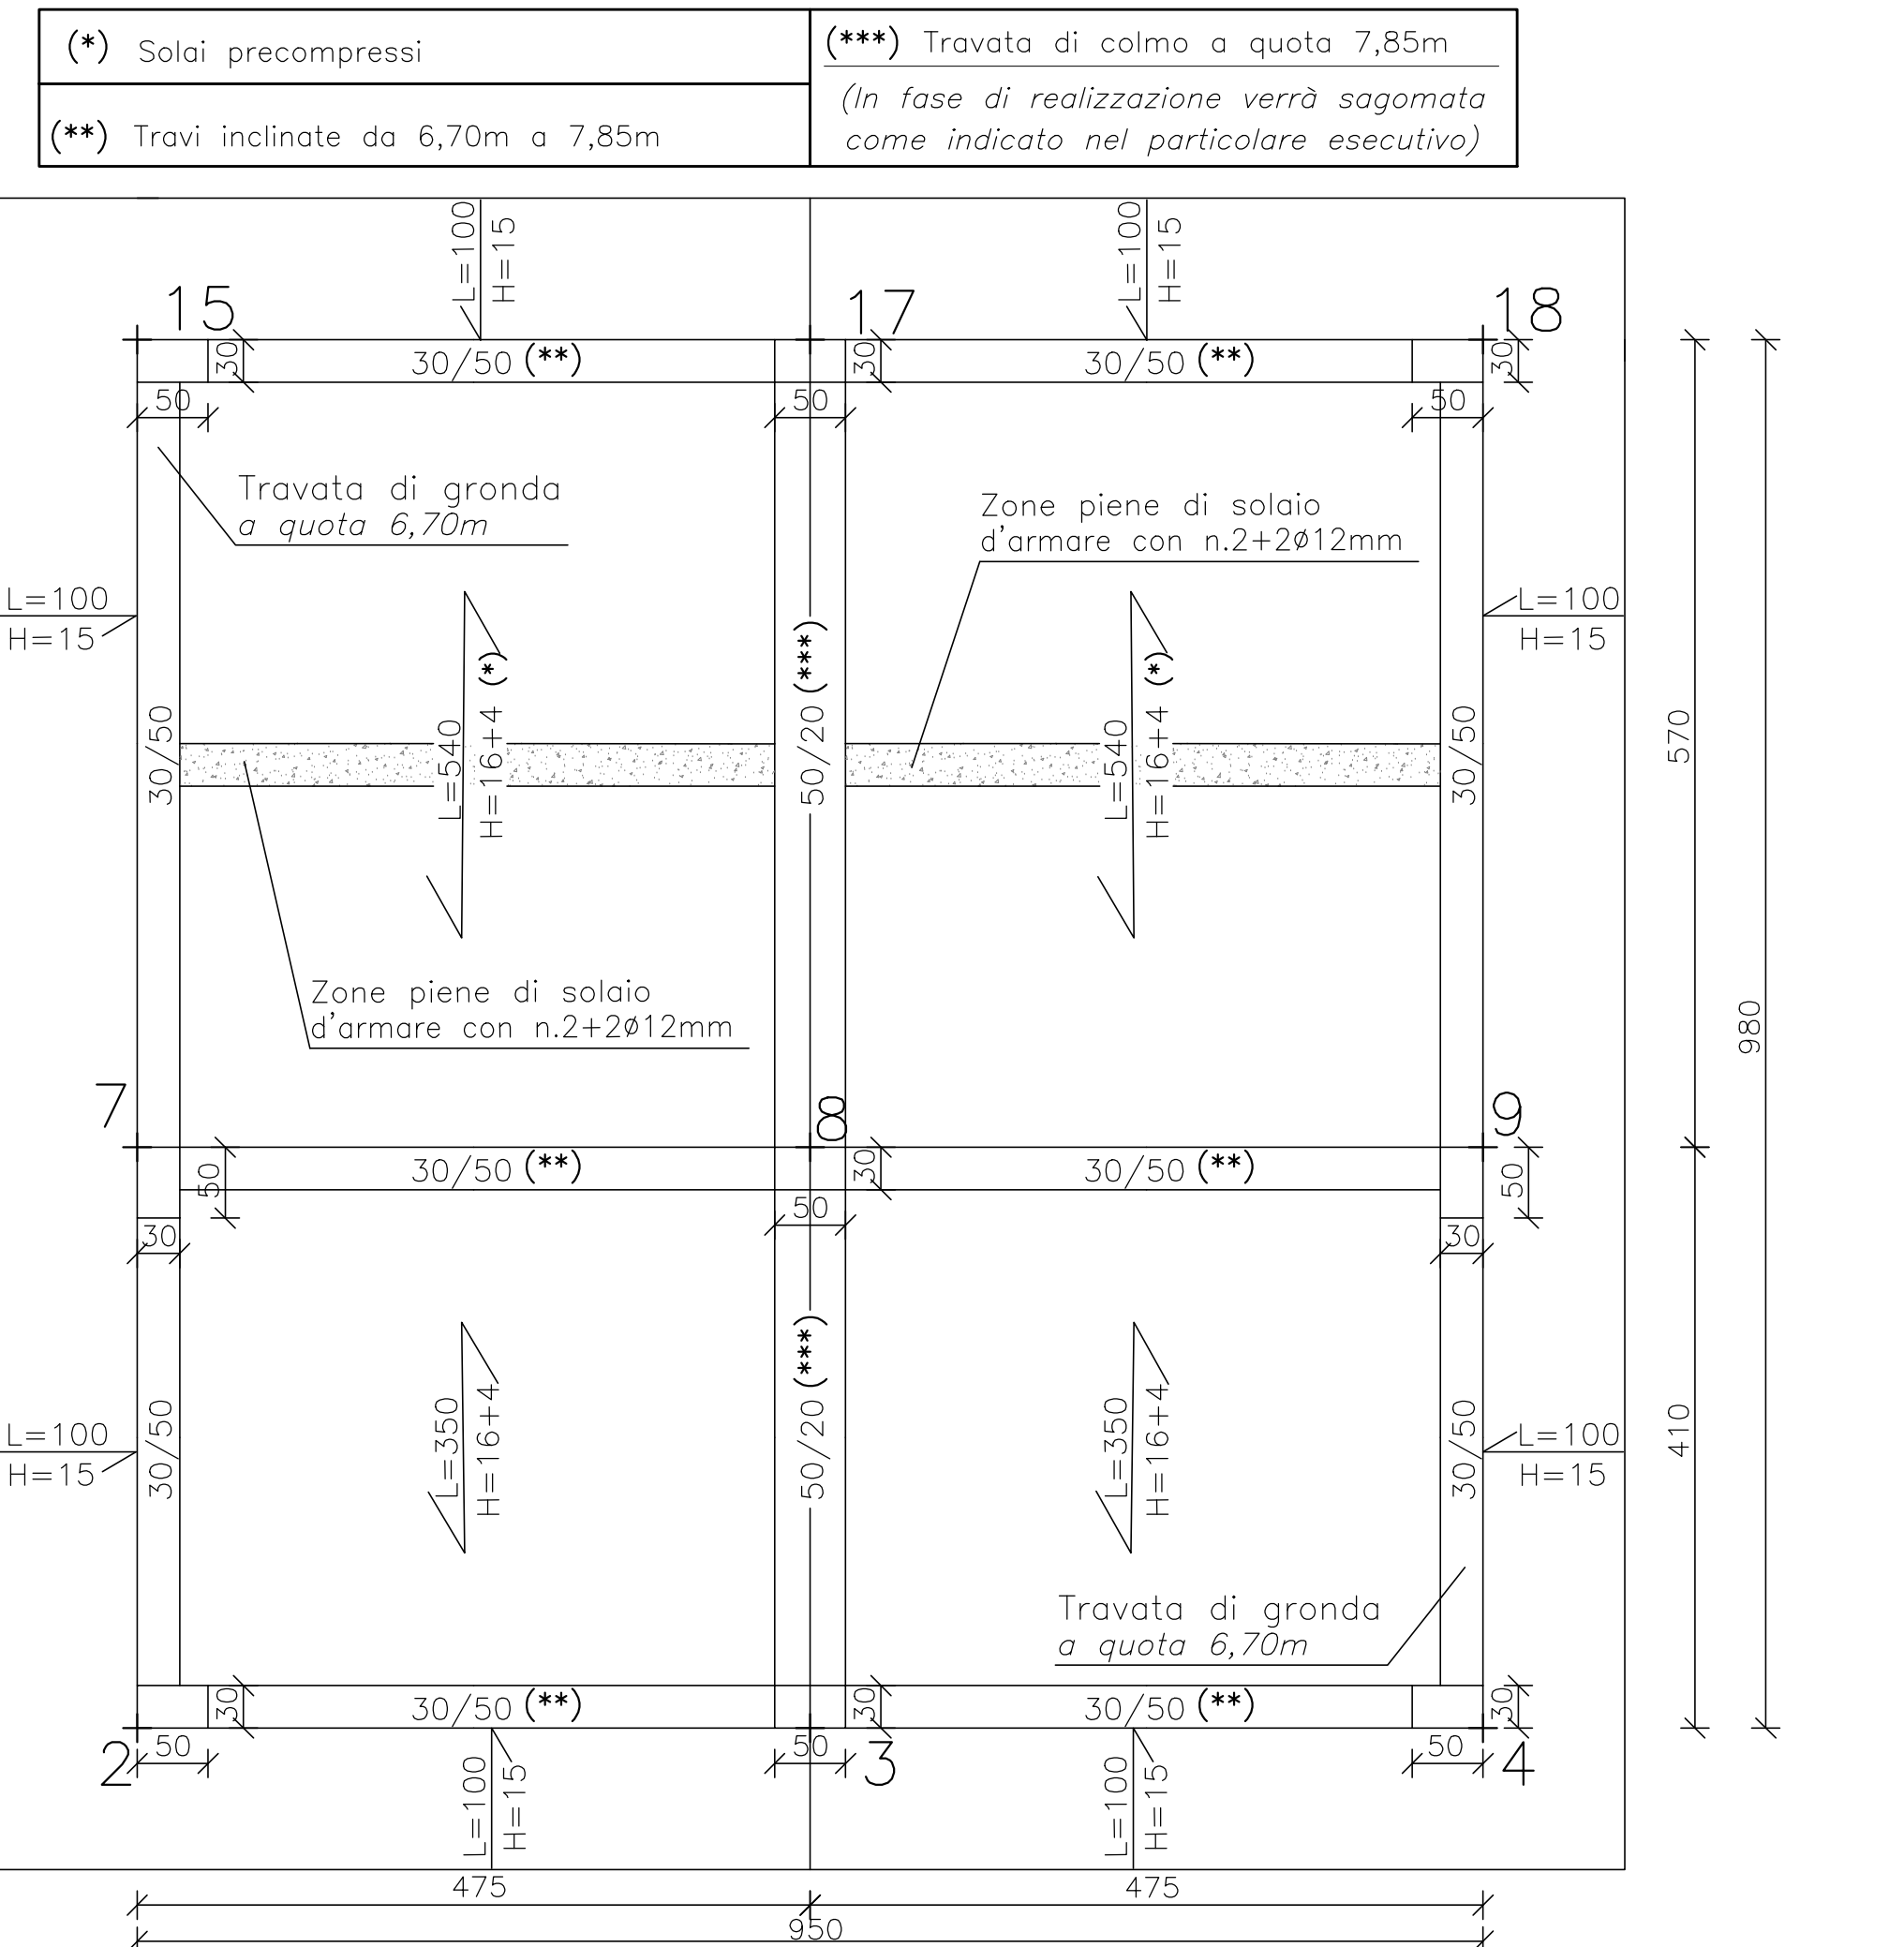 (*) Solai precompressi
(**) Travi inclinate da 6,70m a 7,85m
(***) Travata di colmo a quota 7,85m
(In fase di realizzazione verrà sagomata
come indicato nel particolare esecutivo)
L=100
H=15
L=100
H=15
15
17
18
30
30/50 (**)
30
30/50 (**)
30
50
50
50
Travata di gronda
a quota 6,70m
Zone piene di solaio
d'armare con n.2+2ø12mm
L=100
H=15
L=100
H=15
30/50
L=540
H=16+4 (*)
50/20 (***)
L=540
H=16+4 (*)
30/50
570
980
Zone piene di solaio
d'armare con n.2+2ø12mm
7
8
9
50
30/50 (**)
30
30/50 (**)
50
30
50
30
L=100
H=15
30/50
L=350
H=16+4
50/20 (***)
L=350
H=16+4
30/50
L=100
H=15
410
Travata di gronda
a quota 6,70m
30
30/50 (**)
30
30/50 (**)
30
2
50
50
3
50
4
L=100
H=15
L=100
H=15
475
475
950